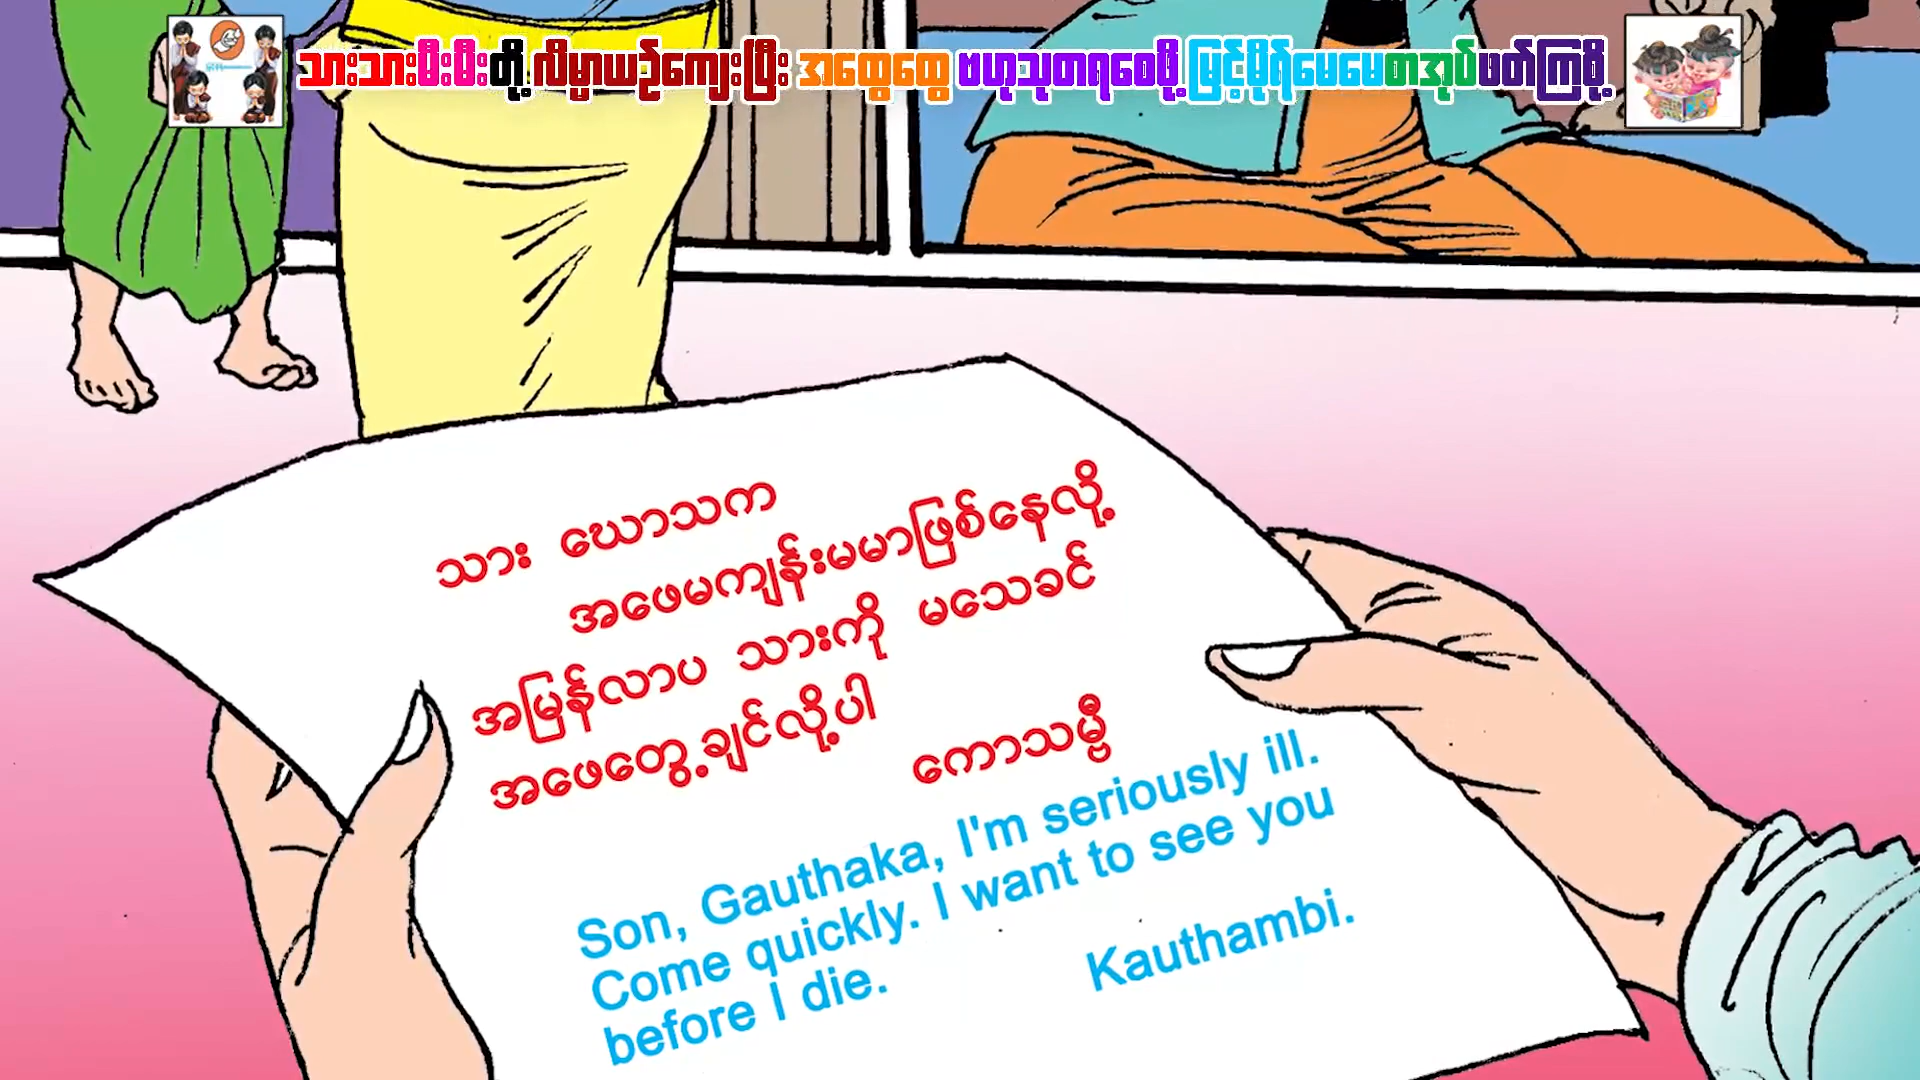 သားသားမီးမီးတို့ လိမ္မာယဉ်ကျေးပြီး အထွေထွေ ဗဟုသုတရစေဖို့ မြင့်မိုရ်မေမေစာအုပ်ဖတ်ကြစို့
သား ဃောသက
အဖေမကျန်းမမာဖြစ်နေလို့
အမြန်လာပ သားကို မသေခင်
အဖေတွေ့ချင်လို့ပါ
ကောသမ္ဗီ
Son, Gauthaka, I'm seriously ill.
Come quickly. I want to see you
before I die.
Kauthambi.